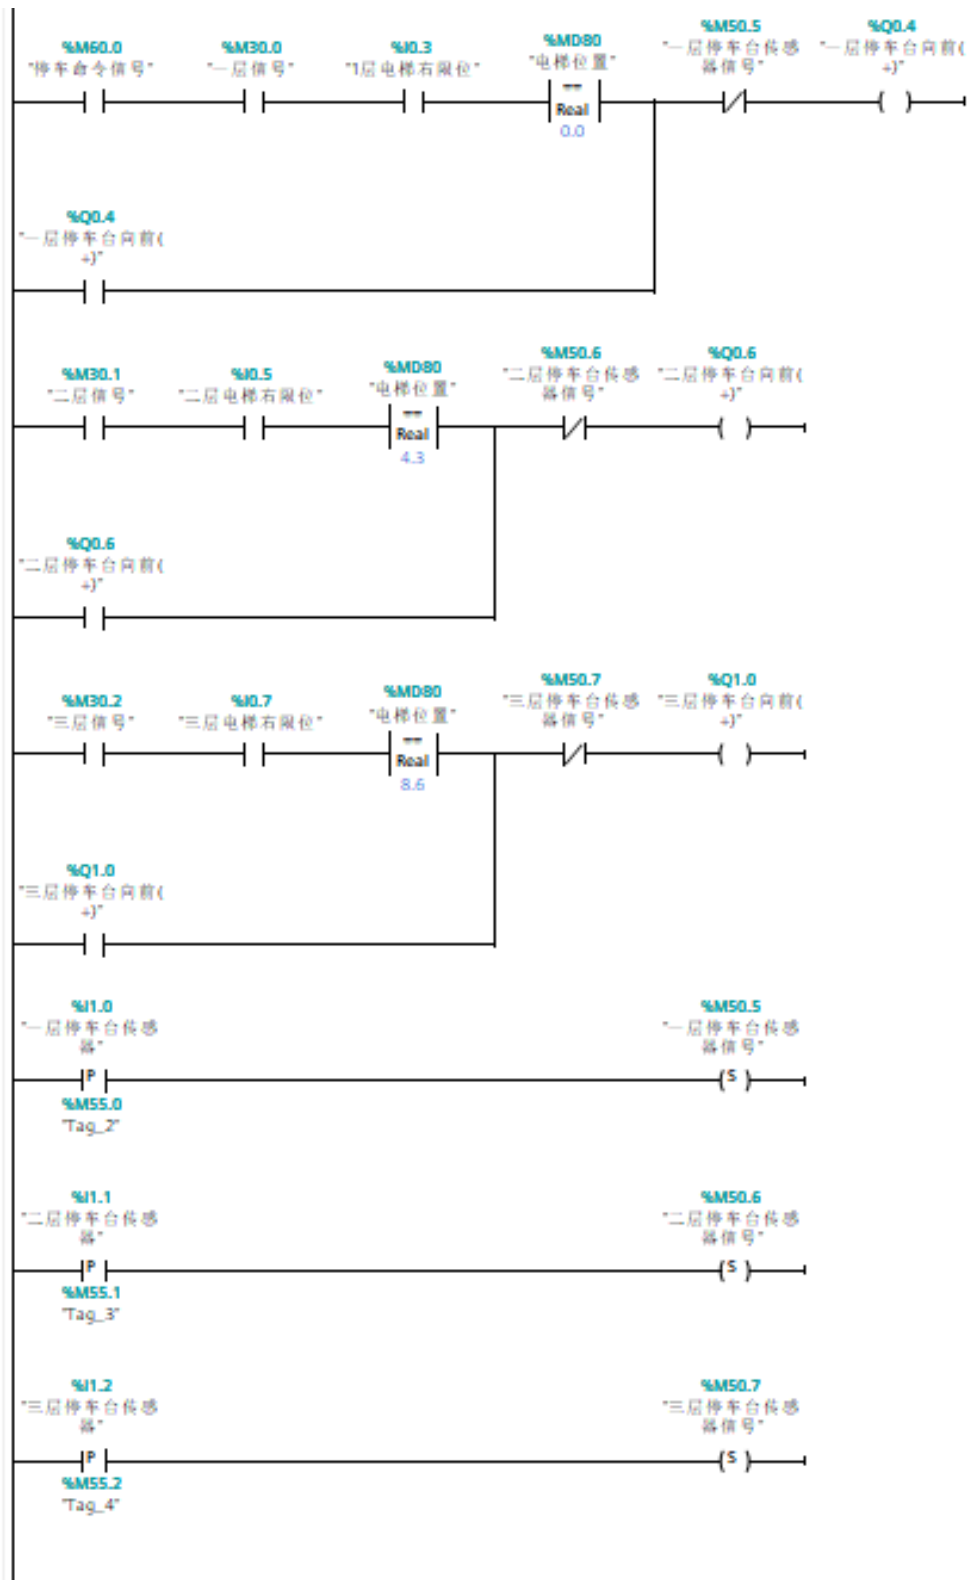 %M60.0
"停车命令信号"
%M30.0
"一层信号"
%I0.3
"1层电梯右限位"
%MD80
"电梯位置"
==
Real
0.0
%M50.5
"一层停车台传感
器信号"
%Q0.4
"一层停车台向前(
+)"
%Q0.4
"一层停车台向前(
+)"
%M30.1
"二层信号"
%I0.5
"二层电梯右限位"
%MD80
"电梯位置"
==
Real
4.3
%M50.6
"二层停车台传感
器信号"
%Q0.6
"二层停车台向前(
+)"
%Q0.6
"二层停车台向前(
+)"
%M30.2
"三层信号"
%I0.7
"三层电梯右限位"
%MD80
"电梯位置"
==
Real
8.6
%M50.7
"三层停车台传感
器信号"
%Q1.0
"三层停车台向前(
+)"
%Q1.0
"三层停车台向前(
+)"
%I1.0
"一层停车台传感
器"
P
%M55.0
"Tag_2"
%M50.5
"一层停车台传感
器信号"
S
%I1.1
"二层停车台传感
器"
P
%M55.1
"Tag_3"
%M50.6
"二层停车台传感
器信号"
S
%I1.2
"三层停车台传感
器"
P
%M55.2
"Tag_4"
%M50.7
"三层停车台传感
器信号"
S